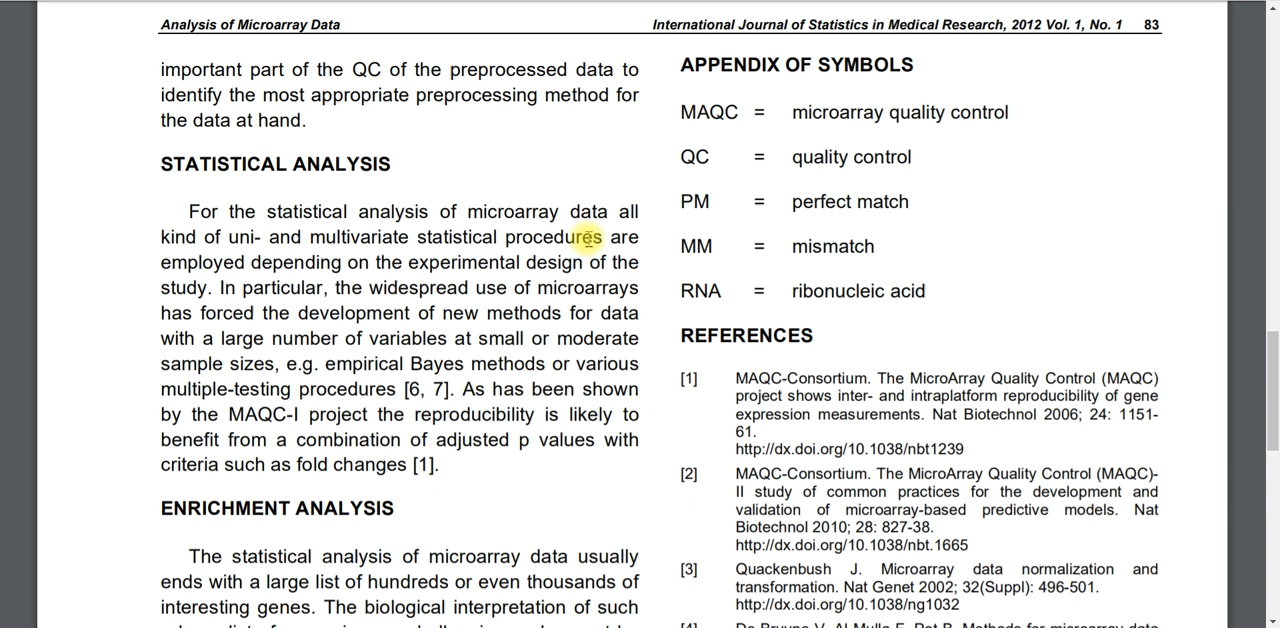 Analysis of Microarray Data
International Journal of Statistics in Medical Research, 2012 Vol. 1, No. 1 83
important part of the QC of the preprocessed data to
identify the most appropriate preprocessing method for
the data at hand.
STATISTICAL ANALYSIS
For the statistical analysis of microarray data all
kind of uni- and multivariate statistical procedures are
employed depending on the experimental design of the
study. In particular, the widespread use of microarrays
has forced the development of new methods for data
with a large number of variables at small or moderate
sample sizes, e.g. empirical Bayes methods or various
multiple-testing procedures [6, 7]. As has been shown
by the MAQC-I project the reproducibility is likely to
benefit from a combination of adjusted p values with
criteria such as fold changes [1].
ENRICHMENT ANALYSIS
The statistical analysis of microarray data usually
ends with a large list of hundreds or even thousands of
interesting genes. The biological interpretation of such
APPENDIX OF SYMBOLS
MAQC = microarray quality control
QC = quality control
PM = perfect match
MM = mismatch
RNA = ribonucleic acid
REFERENCES
[1] MAQC-Consortium. The MicroArray Quality Control (MAQC)
project shows inter- and intraplatform reproducibility of gene
expression measurements. Nat Biotechnol 2006; 24: 1151-
61.
http://dx.doi.org/10.1038/nbt1239
[2] MAQC-Consortium. The MicroArray Quality Control (MAQC)-
II study of common practices for the development and
validation of microarray-based predictive models. Nat
Biotechnol 2010; 28: 827-38.
http://dx.doi.org/10.1038/nbt.1665
[3] Quackenbush J. Microarray data normalization and
transformation. Nat Genet 2002; 32(Suppl): 496-501.
http://dx.doi.org/10.1038/ng1032